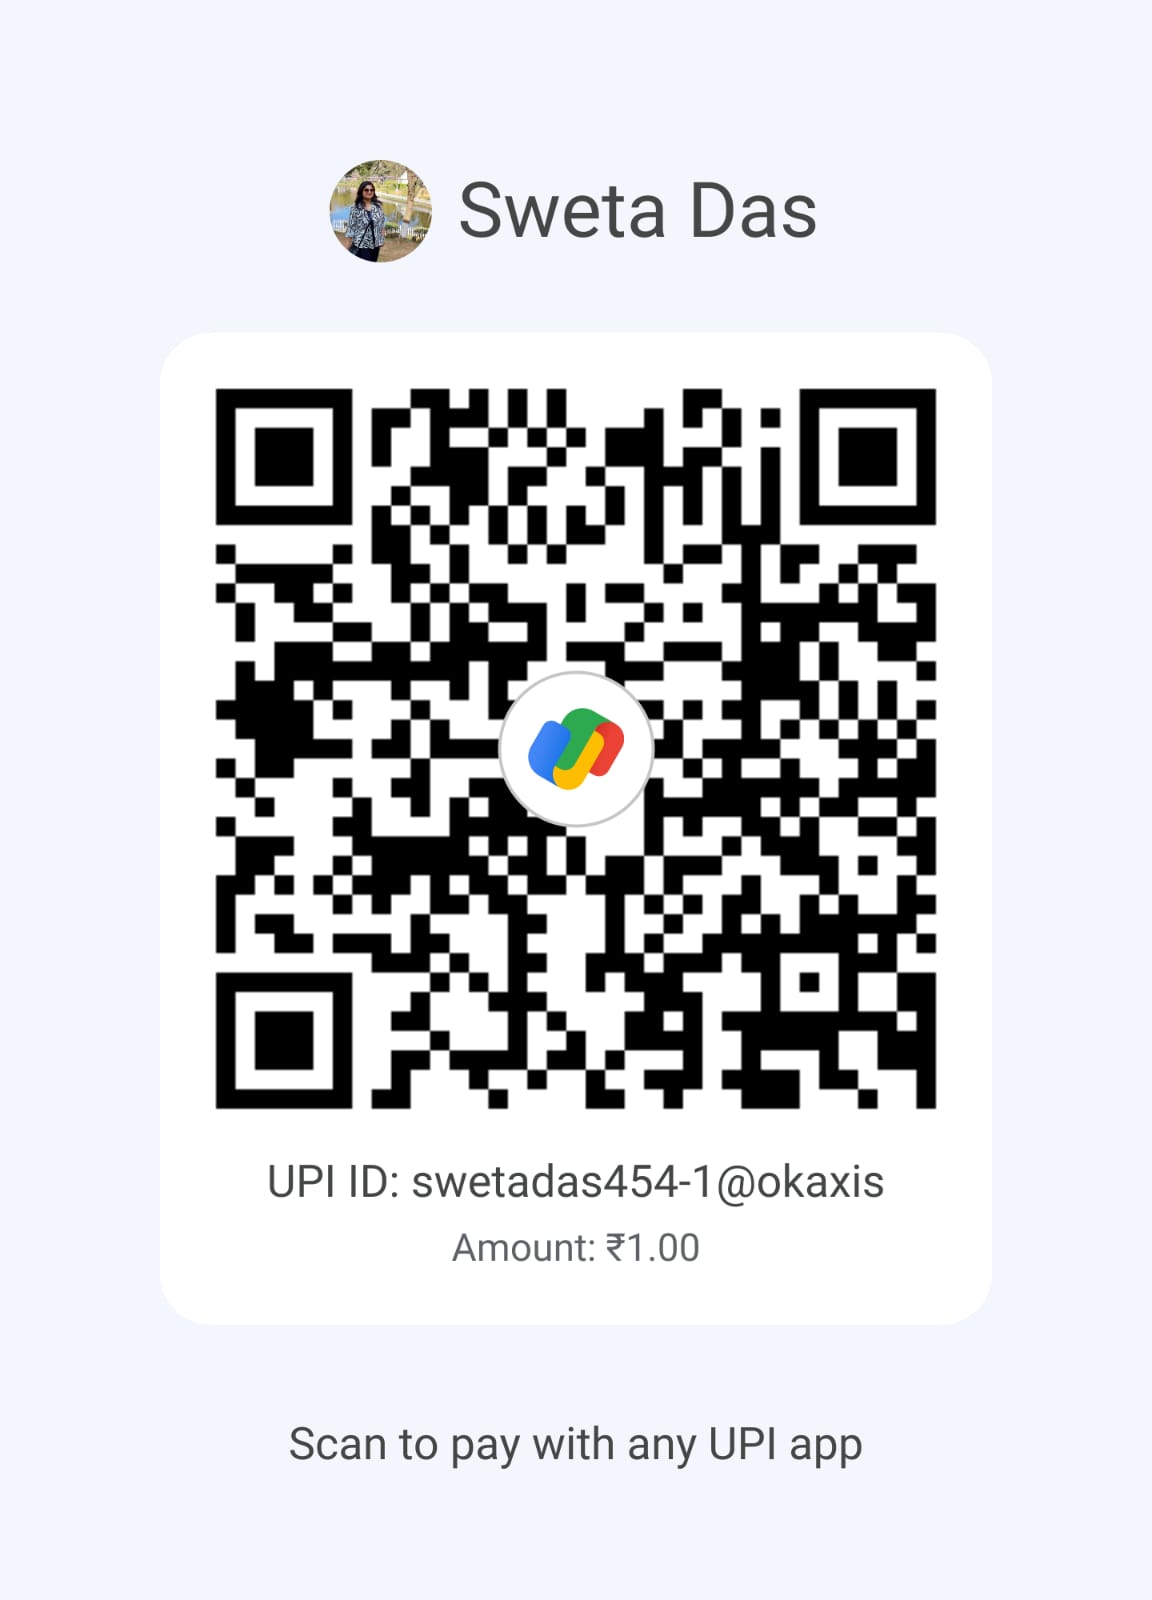 Sweta Das
UPI ID: swetadas454-1@okaxis
Amount: ₹1.00
Scan to pay with any UPI app